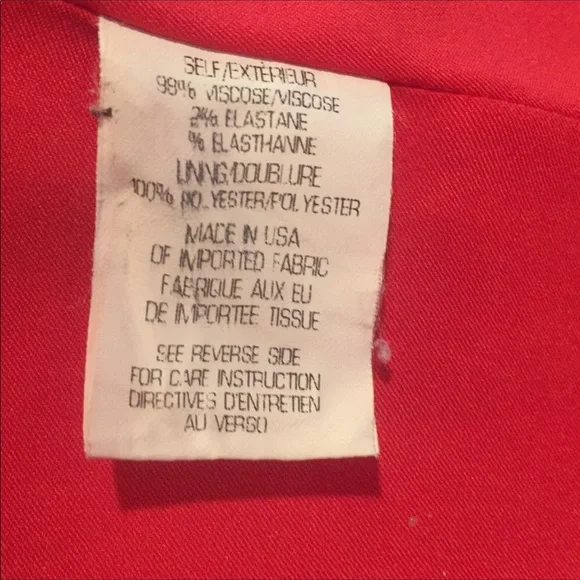 SELF/EXTÈRIEUR
98% VISCOSE/VISCOSE
2% ELASTANE
% ELASTHANNE
LINING/DOUBLURE
100% POLYESTER/POLYESTER
MADE IN USA
OF IMPORTED FABRIC
FABRIQUE AUX EU
DE IMPORTEE TISSUE
SEE REVERSE SIDE
FOR CARE INSTRUCTION
DIRECTIVES D'ENTRETIEN
AU VERSO